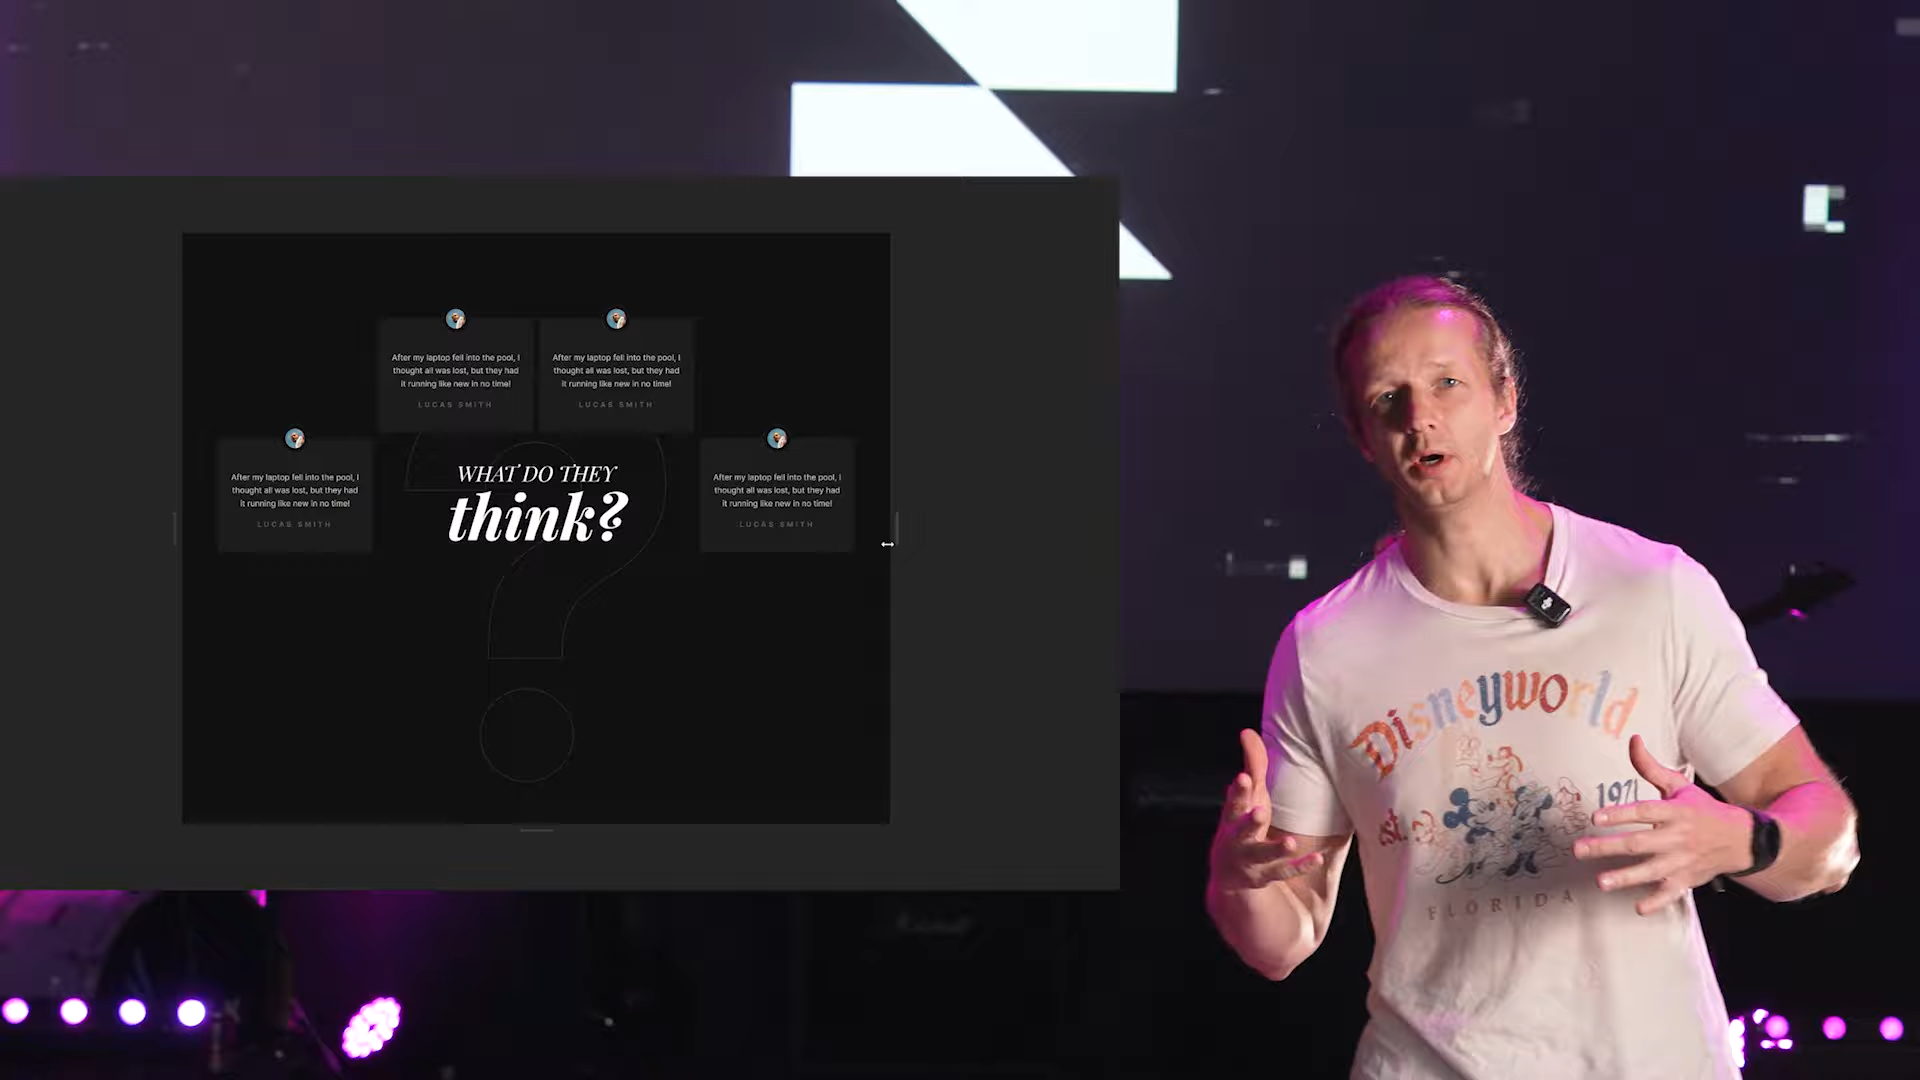 After my laptop fell into the pool, I
thought all was lost, but they had
it running like new in no time!
LUCAS SMITH
After my laptop fell into the pool, I
thought all was lost, but they had
it running like new in no time!
LUCAS SMITH
After my laptop fell into the pool, I
thought all was lost, but they had
it running like new in no time!
LUCAS SMITH
WHAT DO THEY
think?
After my laptop fell into the pool, I
thought all was lost, but they had
it running like new in no time!
LUCAS SMITH
Disneyworld
est. 1971
FLORIDA